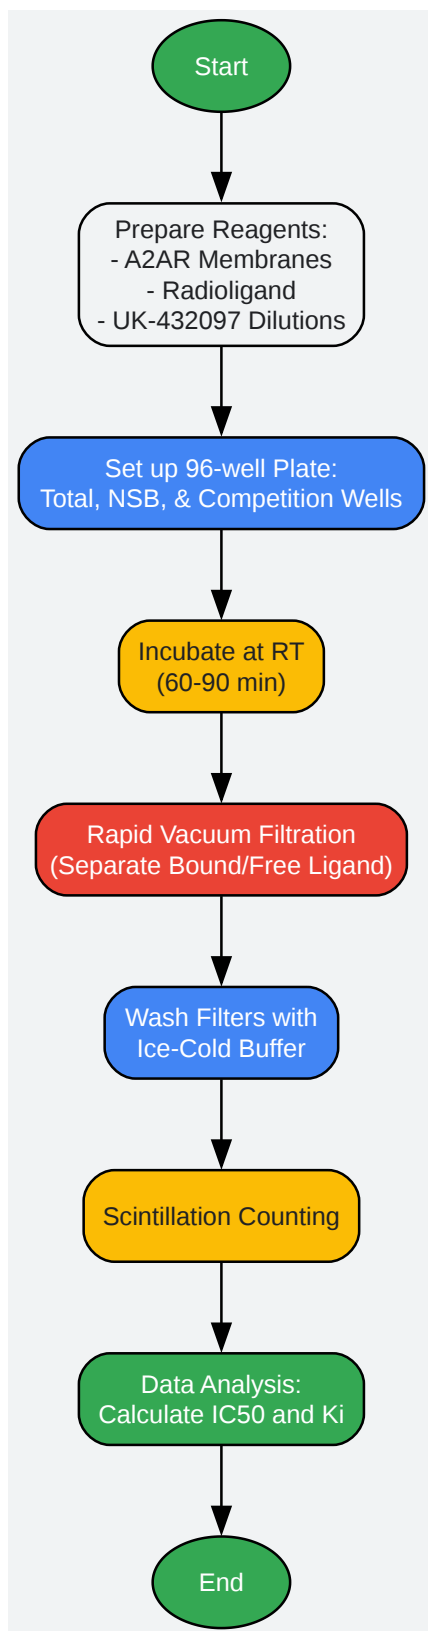 Start
Prepare Reagents:
- A2AR Membranes
- Radioligand
- UK-432097 Dilutions
Set up 96-well Plate:
Total, NSB, & Competition Wells
Incubate at RT
(60-90 min)
Rapid Vacuum Filtration
(Separate Bound/Free Ligand)
Wash Filters with
Ice-Cold Buffer
Scintillation Counting
Data Analysis:
Calculate IC50 and Ki
End